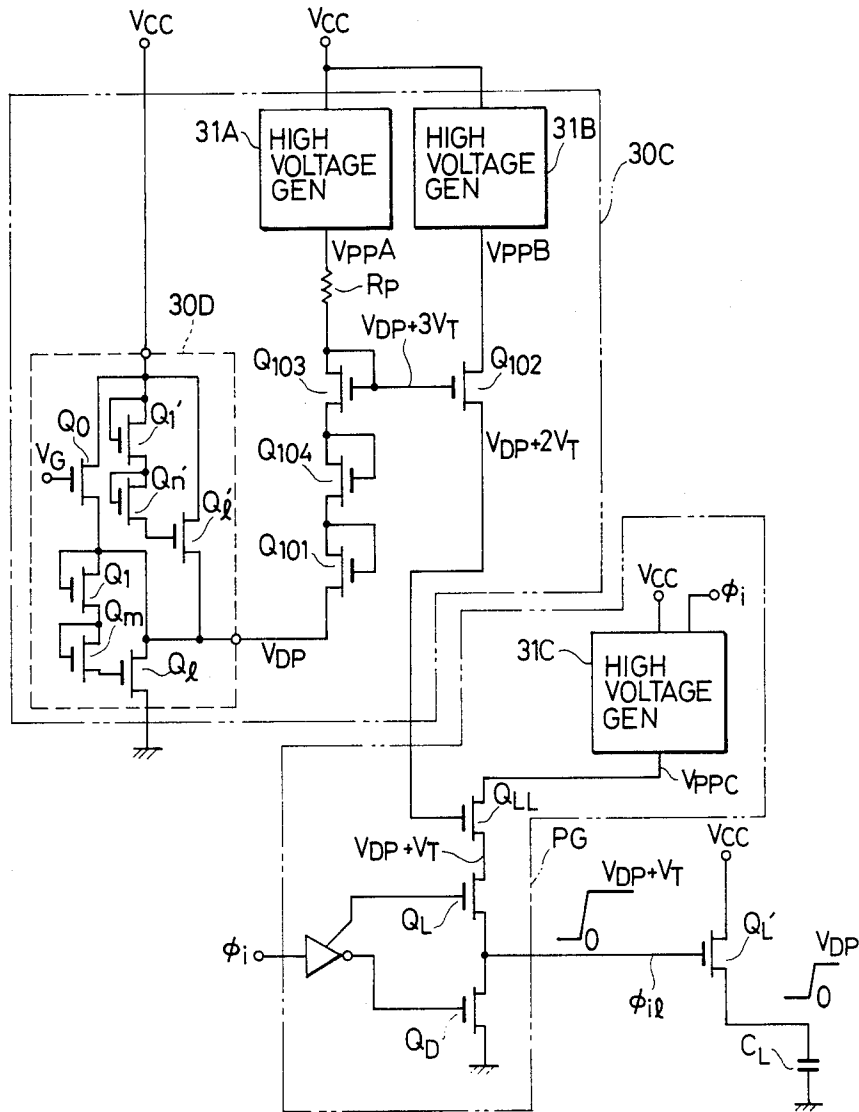 VCC
VCC
31A
HIGH
VOLTAGE
GEN
31B
HIGH
VOLTAGE
GEN
30C
VPPA
VPPB
RP
30D
VDP+3VT
Q103
Q102
Q0
Q1'
VG
Qn'
Ql'
Q104
VDP+2VT
Q101
Q1
Qm
Ql
VDP
VCC
ϕi
31C
HIGH
VOLTAGE
GEN
VPPC
QLL
VDP+VT
PG
VCC
VDP+VT
0
QL
QL'
VDP
0
ϕi
ϕil
QD
CL